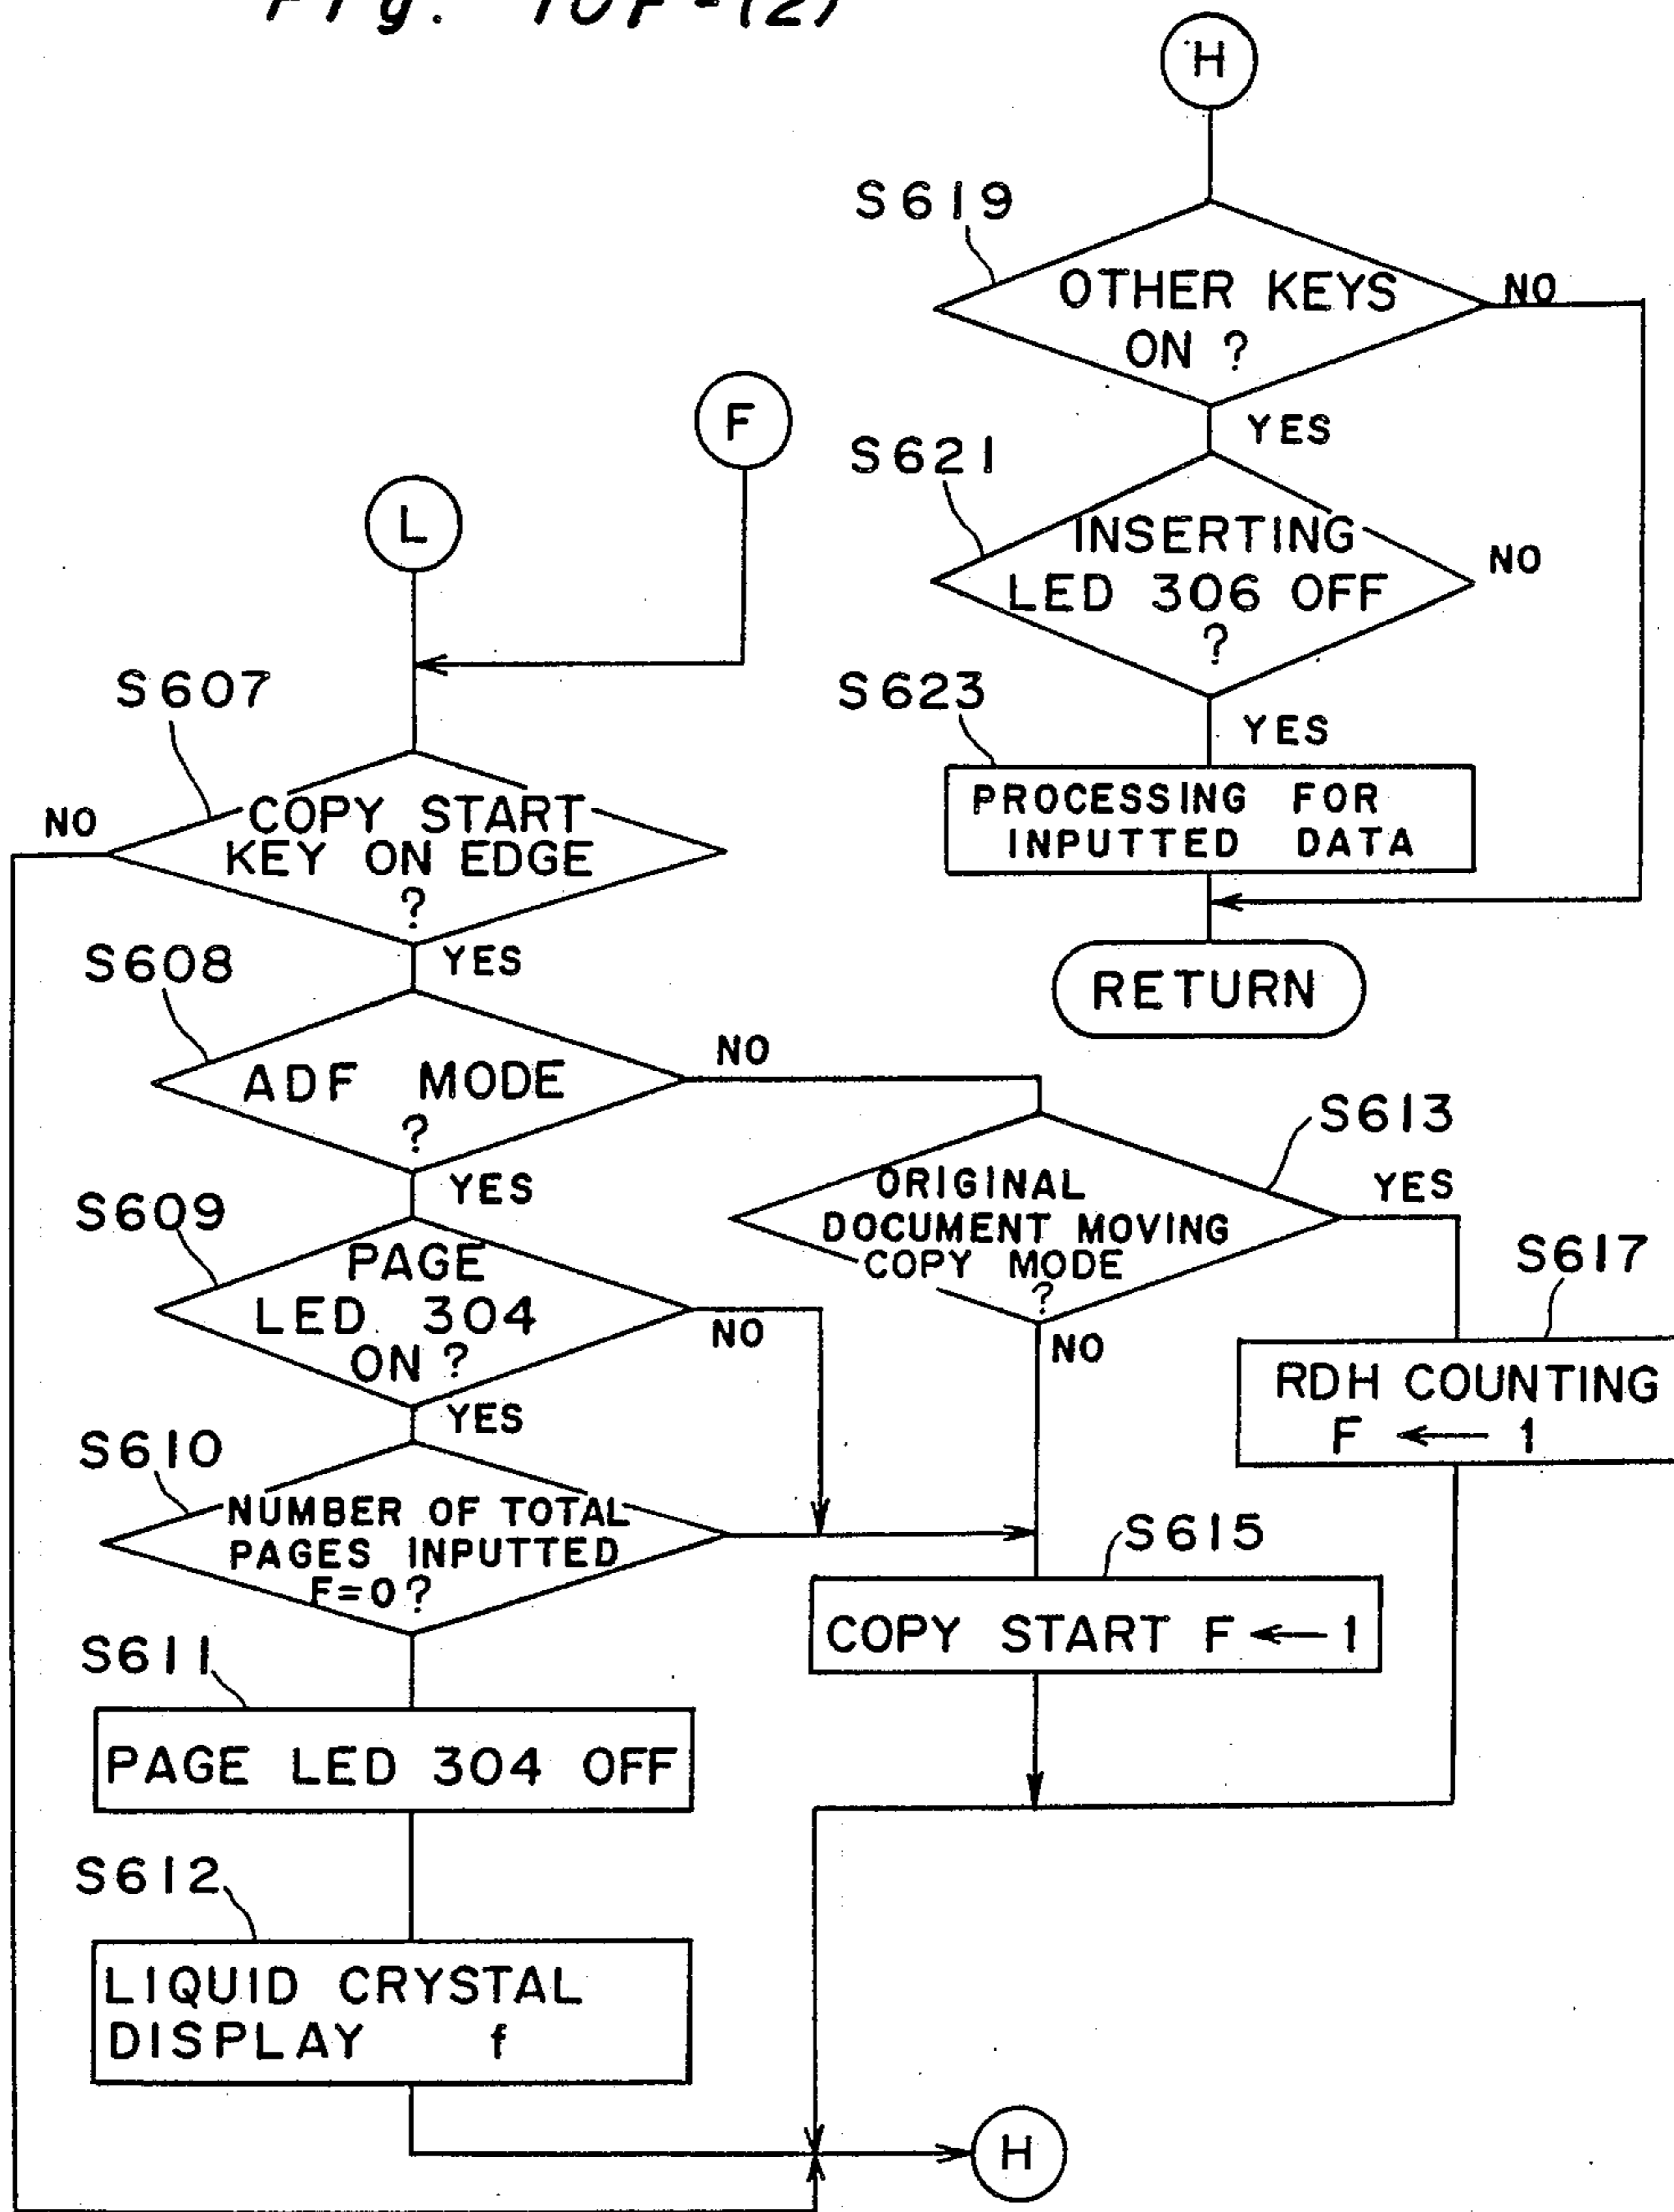 Fig. 10F-(2)
H
S619
OTHER KEYS
ON ?
NO
YES
F
S621
INSERTING
LED 306 OFF
?
NO
L
YES
S623
PROCESSING FOR
INPUTTED DATA
RETURN
S607
NO
COPY START
KEY ON EDGE
?
YES
S608
ADF MODE
?
NO
YES
S613
ORIGINAL
DOCUMENT MOVING
COPY MODE
?
YES
NO
S617
RDH COUNTING
F ← 1
S609
PAGE
LED 304
ON ?
NO
YES
S610
NUMBER OF TOTAL
PAGES INPUTTED
F=0 ?
S615
COPY START F ← 1
S611
PAGE LED 304 OFF
S612
LIQUID CRYSTAL
DISPLAY f
H